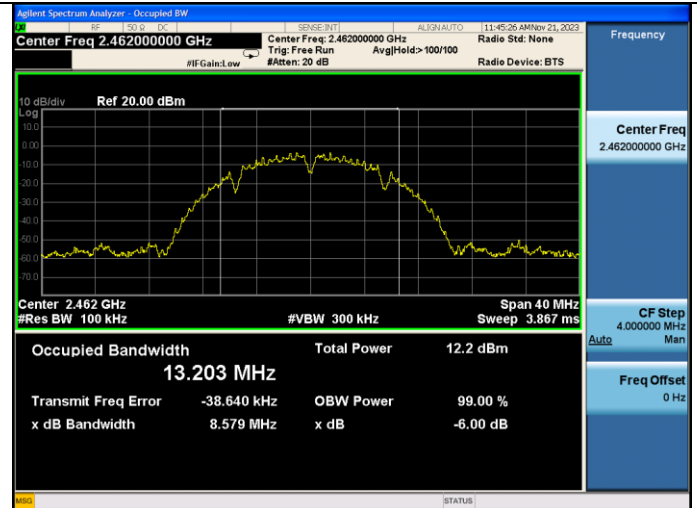 Agilent Spectrum Analyzer - Occupied BW
LXI RF 50 Ω DC SENSE:INT ALIGN AUTO 11:45:26 AM Nov 21, 2023
Center Freq 2.462000000 GHz Center Freq: 2.462000000 GHz Radio Std: None
Trig: Free Run Avg|Hold:> 100/100
#IFGain:Low #Atten: 20 dB Radio Device: BTS
10 dB/div Ref 20.00 dBm
Log
10.0
0.00
-10.0
-20.0
-30.0
-40.0
-50.0
-60.0
-70.0
Center 2.462 GHz Span 40 MHz
#Res BW 100 kHz #VBW 300 kHz Sweep 3.867 ms
Occupied Bandwidth Total Power 12.2 dBm
13.203 MHz
Transmit Freq Error -38.640 kHz OBW Power 99.00 %
x dB Bandwidth 8.579 MHz x dB -6.00 dB
MSG STATUS
Frequency
Center Freq
2.462000000 GHz
CF Step
4.000000 MHz
Auto Man
Freq Offset
0 Hz